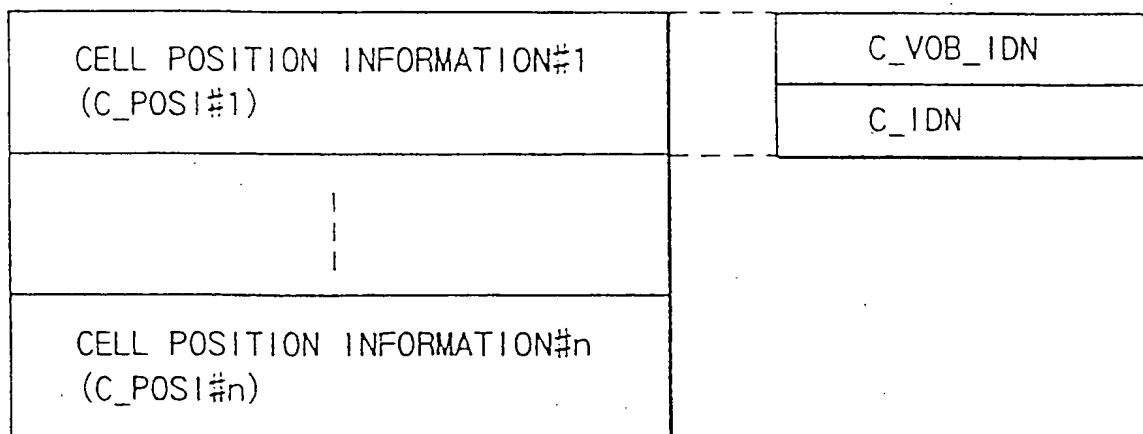 CELL POSITION INFORMATION#1
(C_POSI#1)
C_VOB_IDN
C_IDN
CELL POSITION INFORMATION#n
(C_POSI#n)